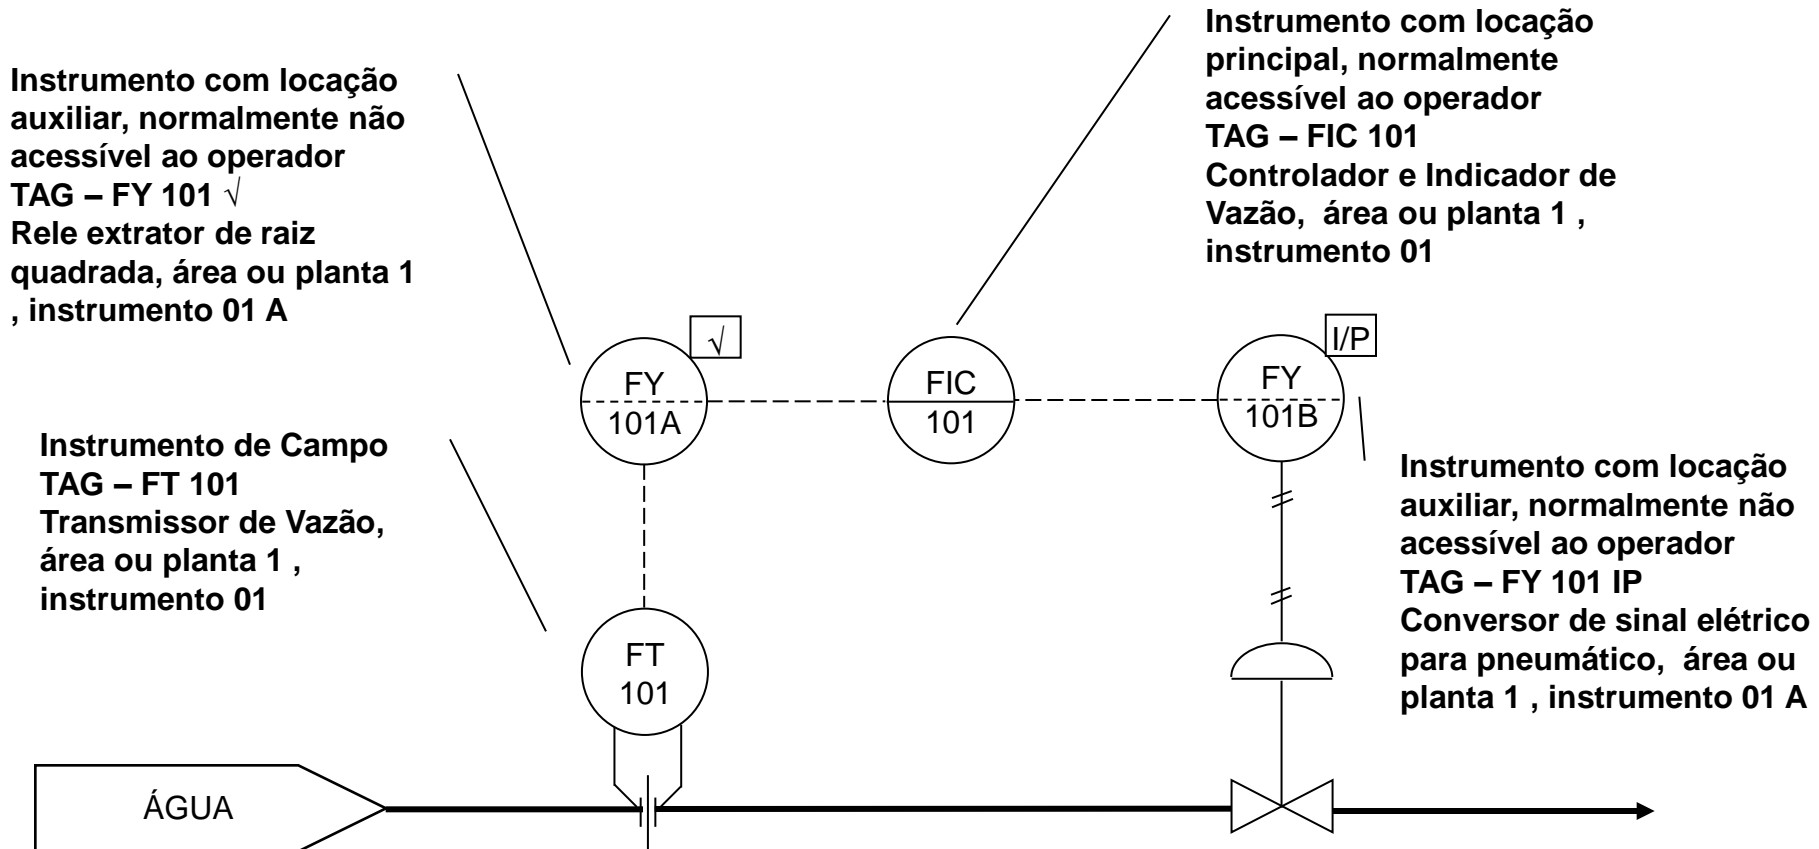 Instrumento com locação
auxiliar, normalmente não
acessível ao operador
TAG – FY 101 √
Rele extrator de raiz
quadrada, área ou planta 1
, instrumento 01 A
Instrumento com locação
principal, normalmente
acessível ao operador
TAG – FIC 101
Controlador e Indicador de
Vazão, área ou planta 1 ,
instrumento 01
√
FY
101A
FIC
101
I/P
FY
101B
Instrumento de Campo
TAG – FT 101
Transmissor de Vazão,
área ou planta 1 ,
instrumento 01
FT
101
Instrumento com locação
auxiliar, normalmente não
acessível ao operador
TAG – FY 101 IP
Conversor de sinal elétrico
para pneumático, área ou
planta 1 , instrumento 01 A
ÁGUA